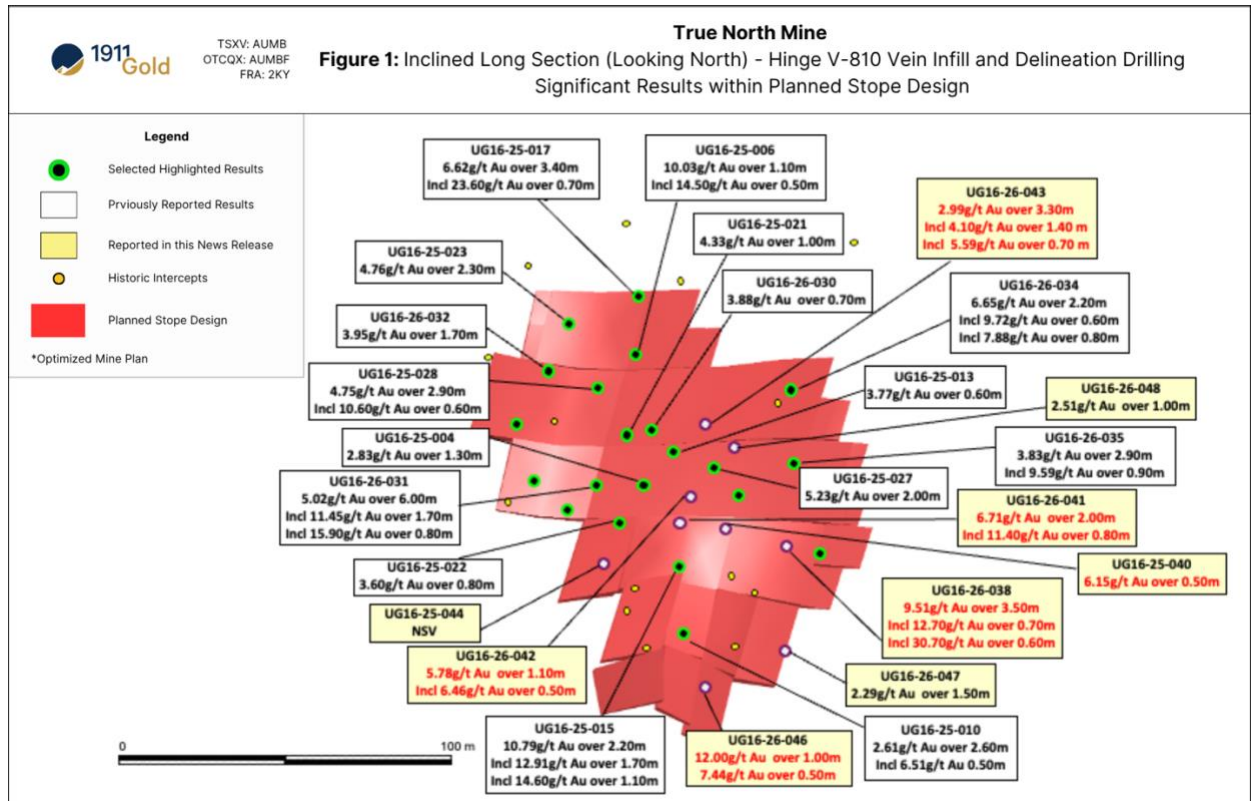 1911
Gold
TSXV: AUMB
OTCQX: AUMBF
FRA: 2KY
True North Mine
Figure 1: Inclined Long Section (Looking North) - Hinge V-810 Vein Infill and Delineation Drilling
Significant Results within Planned Stope Design
Legend
Selected Highlighted Results
Prviously Reported Results
Reported in this News Release
Historic Intercepts
Planned Stope Design
*Optimized Mine Plan
UG16-25-017
6.62g/t Au over 3.40m
Incl 23.60g/t Au over 0.70m
UG16-25-006
10.03g/t Au over 1.10m
Incl 14.50g/t Au over 0.50m
UG16-26-043
2.99g/t Au over 3.30m
Incl 4.10g/t Au over 1.40 m
Incl 5.59g/t Au over 0.70 m
UG16-25-021
4.33g/t Au over 1.00m
UG16-25-023
4.76g/t Au over 2.30m
UG16-26-030
3.88g/t Au over 0.70m
UG16-26-034
6.65g/t Au over 2.20m
Incl 9.72g/t Au over 0.60m
Incl 7.88g/t Au over 0.80m
UG16-26-032
3.95g/t Au over 1.70m
UG16-25-028
4.75g/t Au over 2.90m
Incl 10.60g/t Au over 0.60m
UG16-25-013
3.77g/t Au over 0.60m
UG16-26-048
2.51g/t Au over 1.00m
UG16-25-004
2.83g/t Au over 1.30m
UG16-26-035
3.83g/t Au over 2.90m
Incl 9.59g/t Au over 0.90m
UG16-26-031
5.02g/t Au over 6.00m
Incl 11.45g/t Au over 1.70m
Incl 15.90g/t Au over 0.80m
UG16-25-027
5.23g/t Au over 2.00m
UG16-26-041
6.71g/t Au over 2.00m
Incl 11.40g/t Au over 0.80m
UG16-25-022
3.60g/t Au over 0.80m
UG16-25-040
6.15g/t Au over 0.50m
UG16-25-044
NSV
UG16-26-038
9.51g/t Au over 3.50m
Incl 12.70g/t Au over 0.70m
Incl 30.70g/t Au over 0.60m
UG16-26-042
5.78g/t Au over 1.10m
Incl 6.46g/t Au over 0.50m
UG16-26-047
2.29g/t Au over 1.50m
UG16-25-015
10.79g/t Au over 2.20m
Incl 12.91g/t Au over 1.70m
Incl 14.60g/t Au over 1.10m
UG16-26-046
12.00g/t Au over 1.00m
7.44g/t Au over 0.50m
UG16-25-010
2.61g/t Au over 2.60m
Incl 6.51g/t Au 0.50m
0
100 m